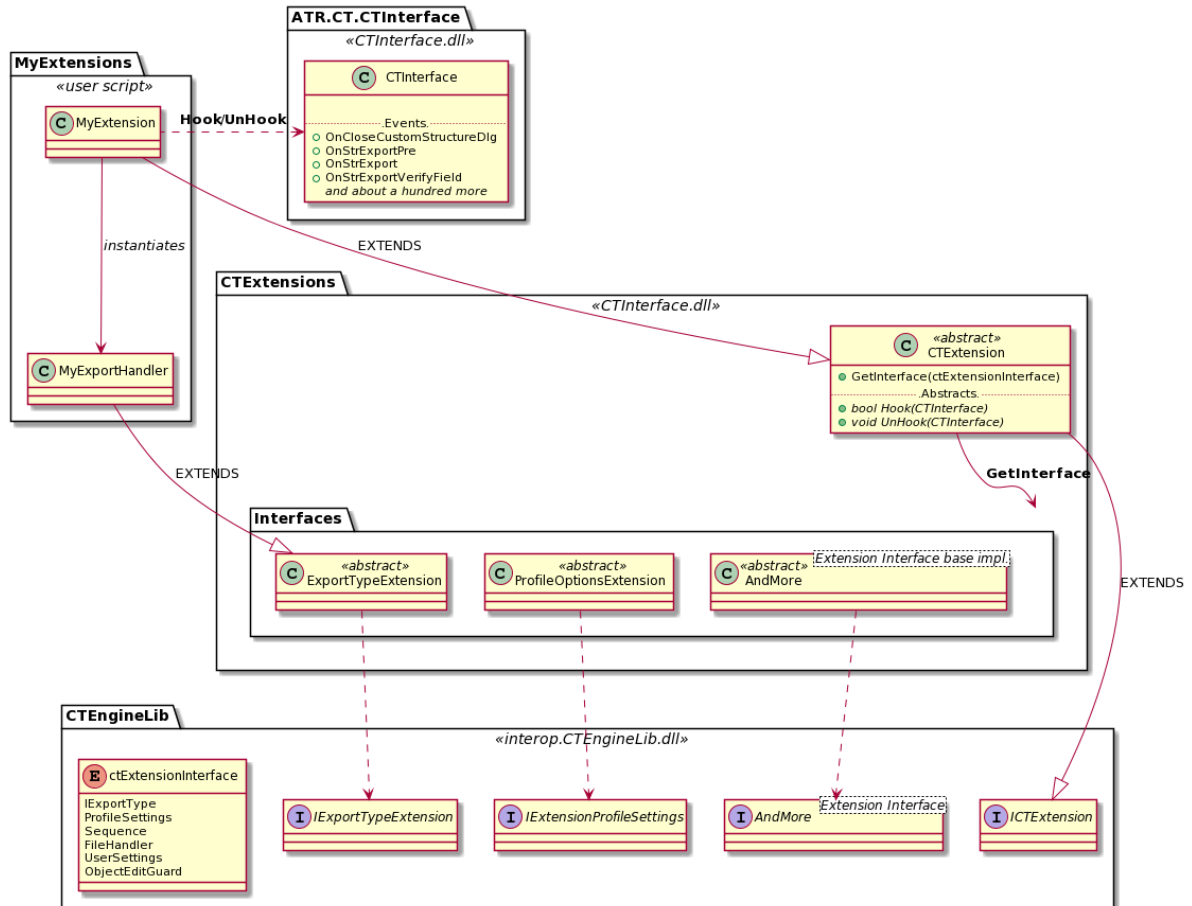 ATR.CT.CTInterface
«CTInterface.dll»
C CTInterface
.Events.
OnCloseCustomStructureDlg
OnStrExportPre
OnStrExport
OnStrExportVerifyField
and about a hundred more
MyExtensions
«user script»
C MyExtension
Hook/UnHook
instantiates
EXTENDS
C MyExportHandler
CTExtensions
«CTInterface.dll»
C «abstract»
CTExtension
GetInterface(ctExtensionInterface)
.Abstracts.
bool Hook(CTInterface)
void UnHook(CTInterface)
EXTENDS
GetInterface
Interfaces
C «abstract»
ExportTypeExtension
C «abstract»
ProfileOptionsExtension
Extension Interface base impl.
C «abstract»
AndMore
EXTENDS
CTEngineLib
«interop.CTEngineLib.dll»
E ctExtensionInterface
IExportType
ProfileSettings
Sequence
FileHandler
UserSettings
ObjectEditGuard
I IExportTypeExtension
I IExtensionProfileSettings
Extension Interface
I AndMore
I ICTExtension